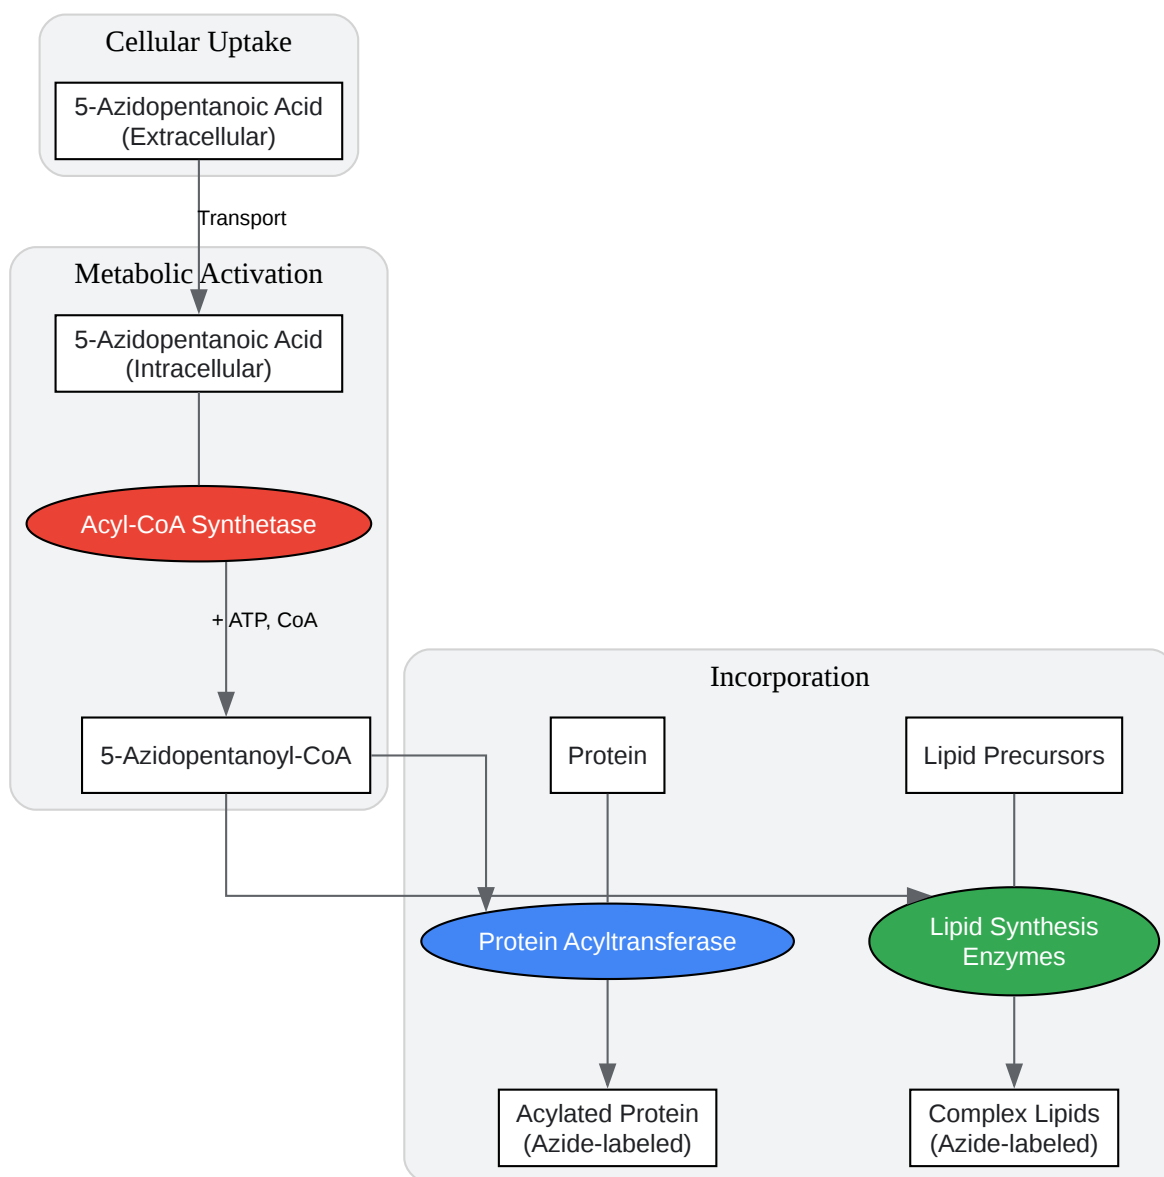 Cellular Uptake
5-Azidopentanoic Acid
(Extracellular)
Transport
Metabolic Activation
5-Azidopentanoic Acid
(Intracellular)
Acyl-CoA Synthetase
+ ATP, CoA
5-Azidopentanoyl-CoA
Incorporation
Protein
Lipid Precursors
Protein Acyltransferase
Lipid Synthesis
Enzymes
Acylated Protein
(Azide-labeled)
Complex Lipids
(Azide-labeled)